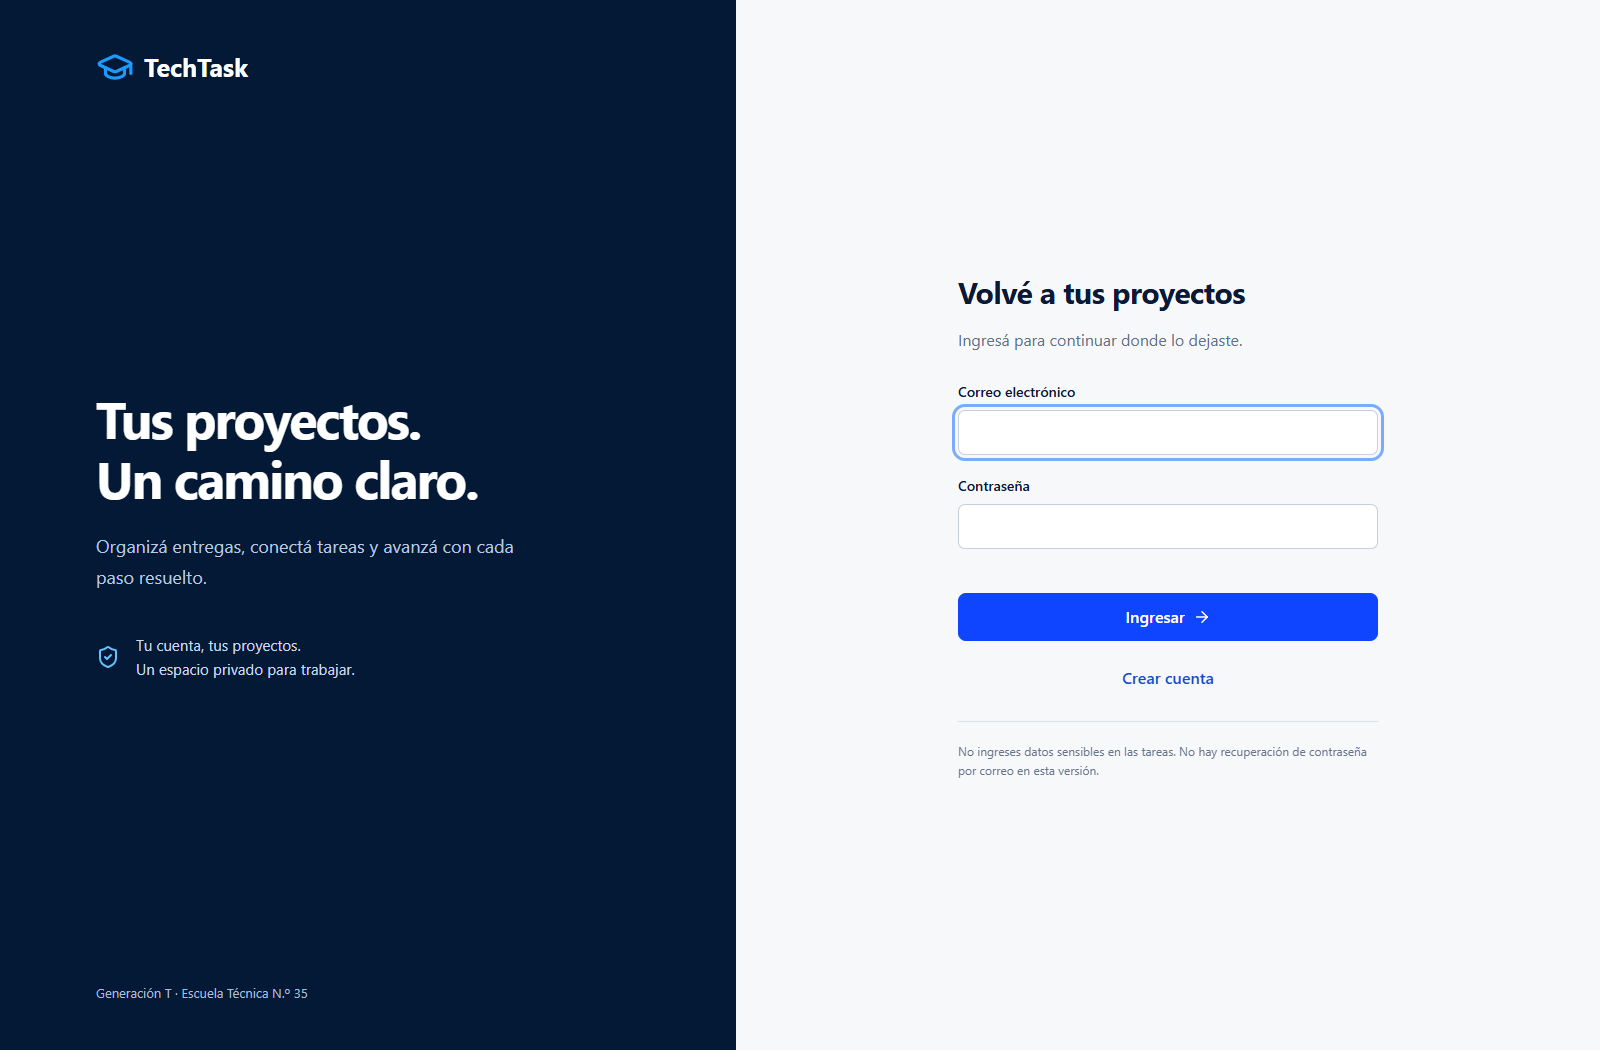 TechTask
Tus proyectos.
Un camino claro.
Organizá entregas, conectá tareas y avanzá con cada
paso resuelto.
Tu cuenta, tus proyectos.
Un espacio privado para trabajar.
Generación T · Escuela Técnica N.º 35
Volvé a tus proyectos
Ingresá para continuar donde lo dejaste.
Correo electrónico
Contraseña
Ingresar
Crear cuenta
No ingreses datos sensibles en las tareas. No hay recuperación de contraseña
por correo en esta versión.